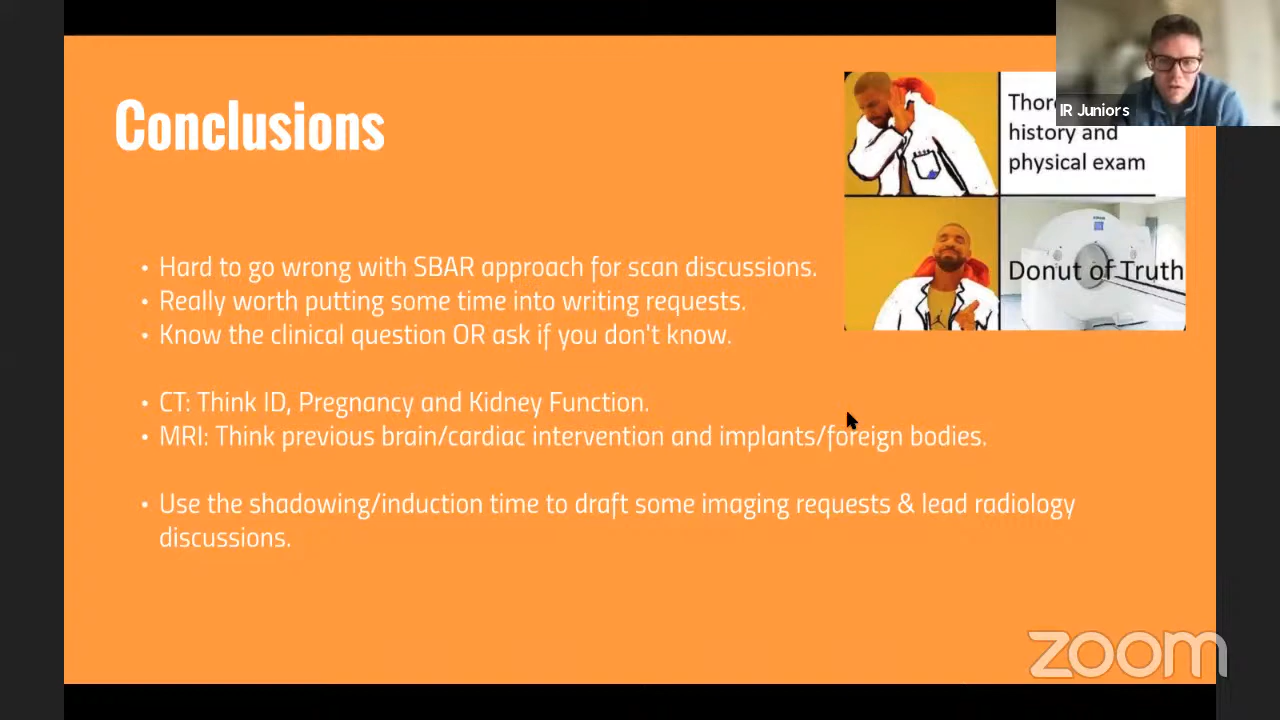 Conclusions
• Hard to go wrong with SBAR approach for scan discussions.
• Really worth putting some time into writing requests.
• Know the clinical question OR ask if you don't know.
• CT: Think ID, Pregnancy and Kidney Function.
• MRI: Think previous brain/cardiac intervention and implants/foreign bodies.
• Use the shadowing/induction time to draft some imaging requests & lead radiology
discussions.
history and
physical exam
Donut of Truth
IR Juniors
zoom